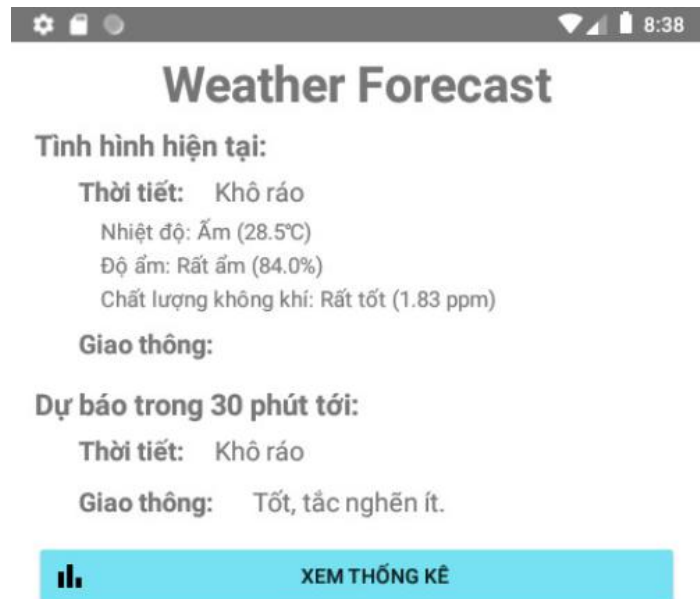 8:38
Weather Forecast
Tình hình hiện tại:
Thời tiết: Khô ráo
Nhiệt độ: Ấm (28.5°C)
Độ ẩm: Rất ẩm (84.0%)
Chất lượng không khí: Rất tốt (1.83 ppm)
Giao thông:
Dự báo trong 30 phút tới:
Thời tiết: Khô ráo
Giao thông: Tốt, tắc nghẽn ít.
XEM THỐNG KÊ